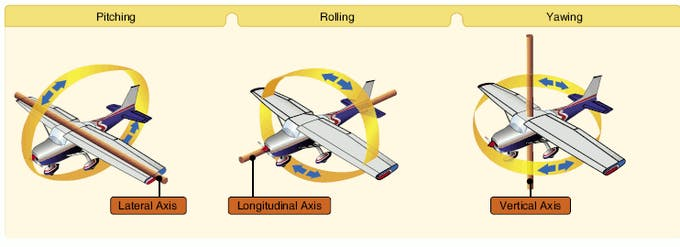 Pitching
Rolling
Yawing
Lateral Axis
Longitudinal Axis
Vertical Axis